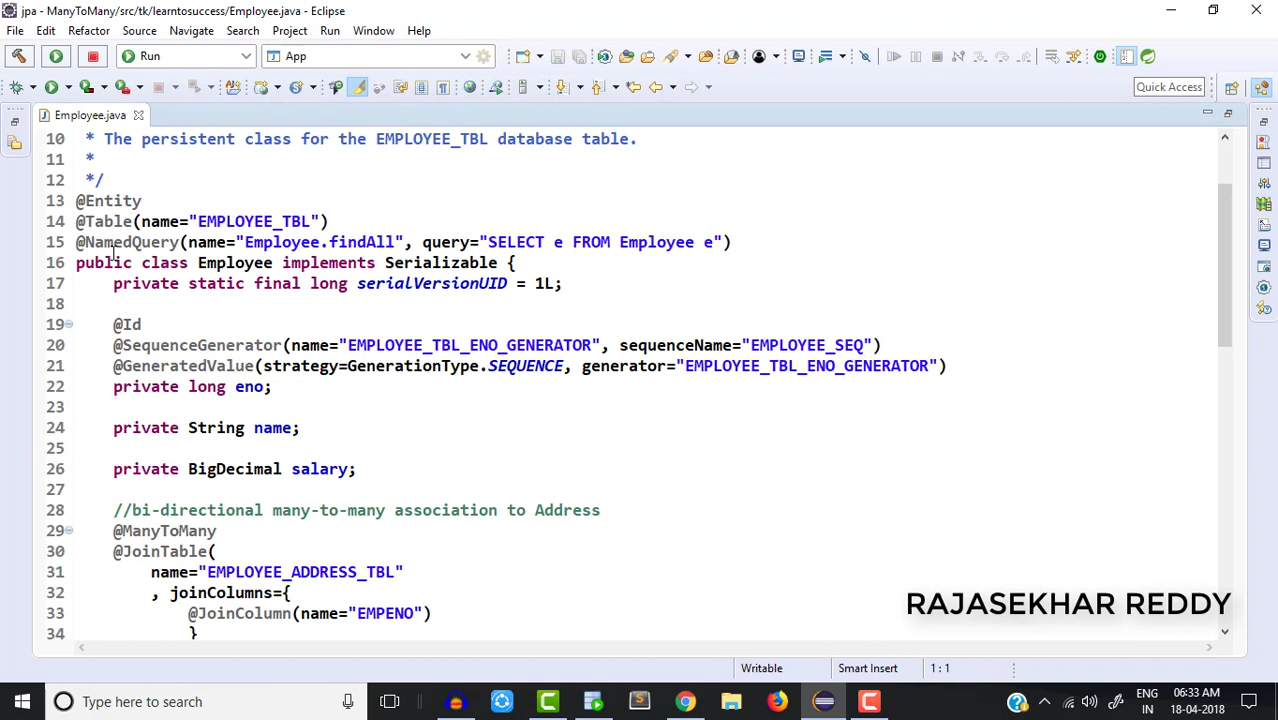 jpa - ManyToMany/src/tk/learntosuccess/Employee.java - Eclipse
File Edit Refactor Source Navigate Search Project Run Window Help
Run App
Quick Access
Employee.java
10 * The persistent class for the EMPLOYEE_TBL database table.
11 *
12 */
13 @Entity
14 @Table(name="EMPLOYEE_TBL")
15 @NamedQuery(name="Employee.findAll", query="SELECT e FROM Employee e")
16 public class Employee implements Serializable {
17 private static final long serialVersionUID = 1L;
18
19 @Id
20 @SequenceGenerator(name="EMPLOYEE_TBL_ENO_GENERATOR", sequenceName="EMPLOYEE_SEQ")
21 @GeneratedValue(strategy=GenerationType.SEQUENCE, generator="EMPLOYEE_TBL_ENO_GENERATOR")
22 private long eno;
23
24 private String name;
25
26 private BigDecimal salary;
27
28 //bi-directional many-to-many association to Address
29 @ManyToMany
30 @JoinTable(
31 name="EMPLOYEE_ADDRESS_TBL"
32 , joinColumns={
33 @JoinColumn(name="EMPENO")
34 }
RAJASEKHAR REDDY
Writable Smart Insert 1 : 1
Type here to search
ENG 06:33 AM
IN 18-04-2018